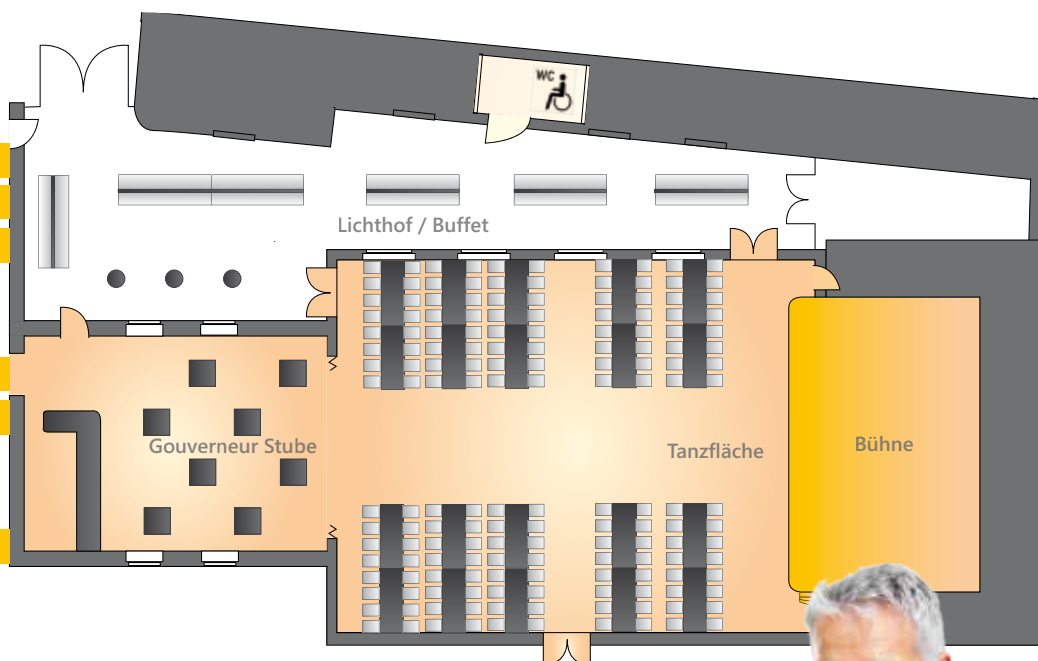 WC
Lichthof / Buffet
Gouverneur Stube
Tanzfläche
Bühne